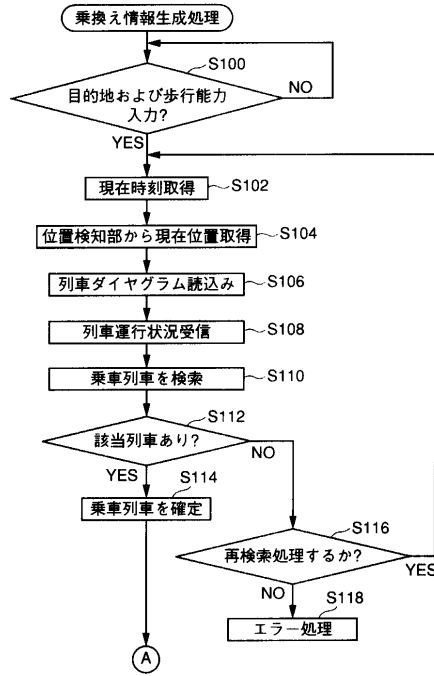 乗換え情報生成処理
S100
目的地および歩行能力
入力?
NO
YES
現在時刻取得
S102
位置検知部から現在位置取得
S104
列車ダイヤグラム読込み
S106
列車運行状況受信
S108
乗車列車を検索
S110
S112
該当列車あり?
NO
YES
S114
乗車列車を確定
S116
再検索処理するか?
YES
NO
S118
エラー処理
A